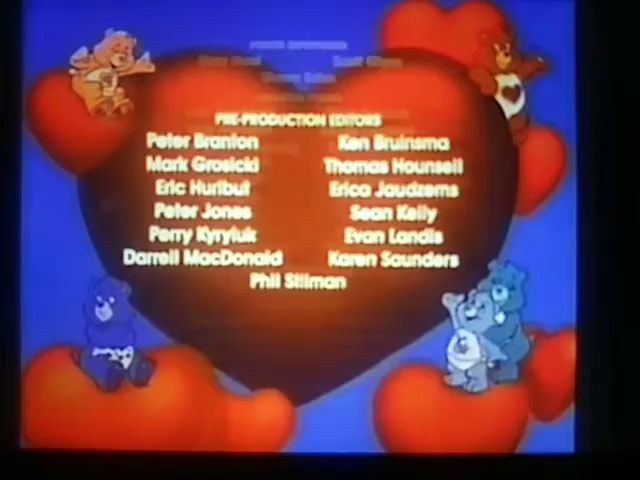 PRE-PRODUCTION EDITORS
Peter Branton Ken Bruinsma
Mark Grosicki Thomas Hounsell
Eric Hurlbut Erica Jaudzems
Peter Jones Sean Kelly
Perry Kyryluk Evan Landis
Darrell MacDonald Karen Saunders
Phil Stilman